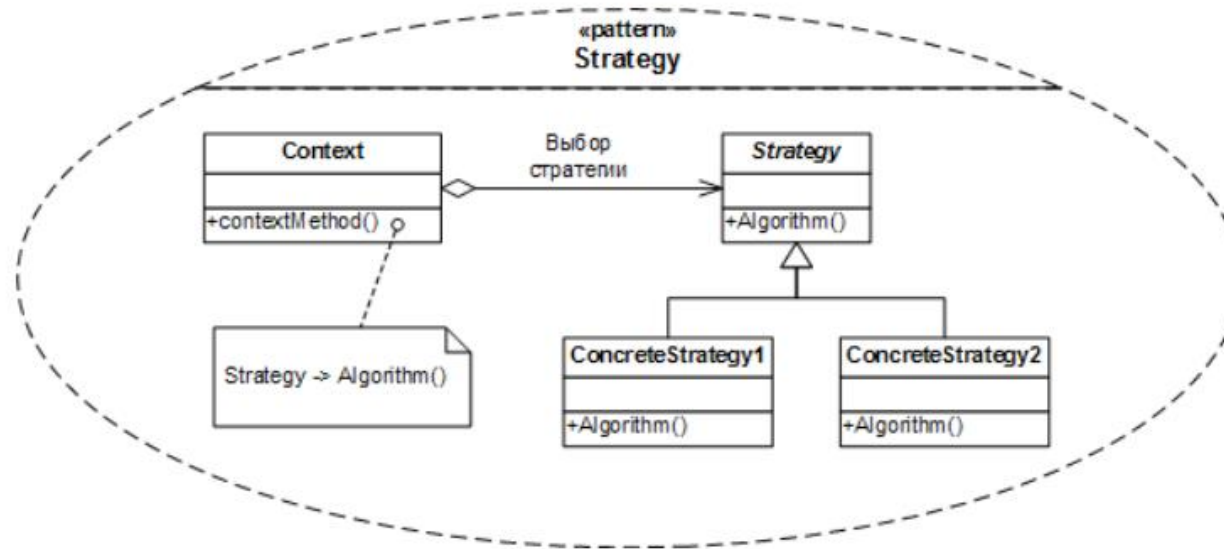 «pattern»
Strategy
Context
+contextMethod()
Выбор
стратегии
Strategy
+Algorithm()
Strategy -> Algorithm()
ConcreteStrategy1
+Algorithm()
ConcreteStrategy2
+Algorithm()